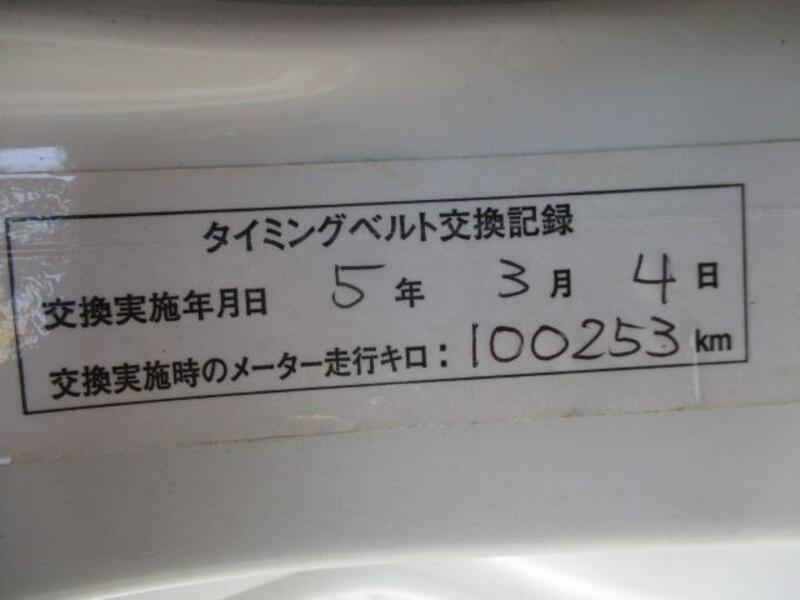 タイミングベルト交換記録
交換実施年月日 5年 3月 4日
交換実施時のメーター走行キロ：100253km